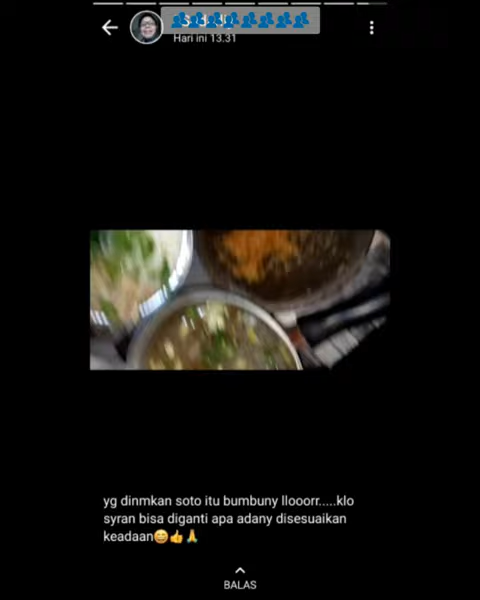 Hari ini 13.31
yg dinmkan soto itu bumbuny llooorr.....klo
syran bisa diganti apa adany disesuaikan
keadaan😄👍🙏
BALAS